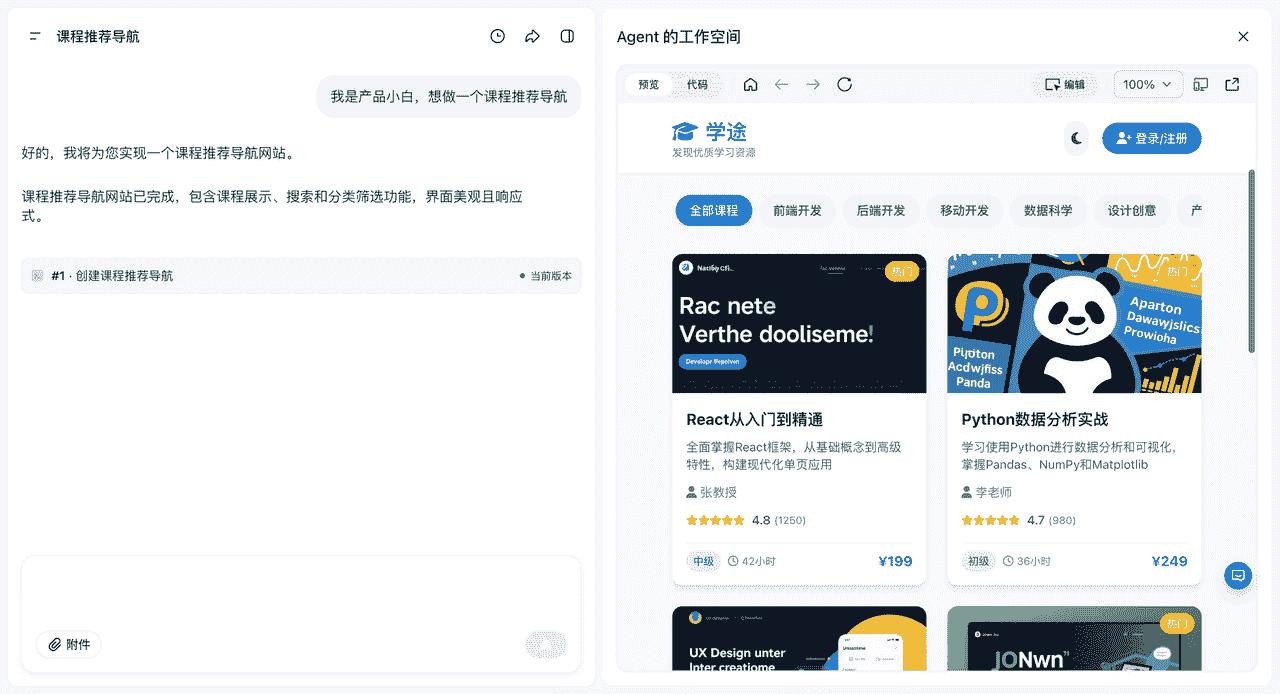 课程推荐导航
我是产品小白，想做一个课程推荐导航
好的，我将为您实现一个课程推荐导航网站。
课程推荐导航网站已完成，包含课程展示、搜索和分类筛选功能，界面美观且响应
式。
#1 · 创建课程推荐导航
当前版本
附件
Agent 的工作空间
预览
代码
编辑
100%
学途
发现优质学习资源
登录/注册
全部课程
前端开发
后端开发
移动开发
数据科学
设计创意
产
热门
Rac nete
Verthe dooliseme!
React从入门到精通
全面掌握React框架，从基础概念到高级
特性，构建现代化单页应用
张教授
4.8 (1250)
中级
42小时
¥199
热门
Aparton
Dawawjslics
Prowioha
Pijoton
Acdwjfiss
Panda
Python数据分析实战
学习使用Python进行数据分析和可视化，
掌握Pandas、NumPy和Matplotlib
李老师
4.7 (980)
初级
36小时
¥249
UX Design unter
Inter creatiome
热门
JONwn